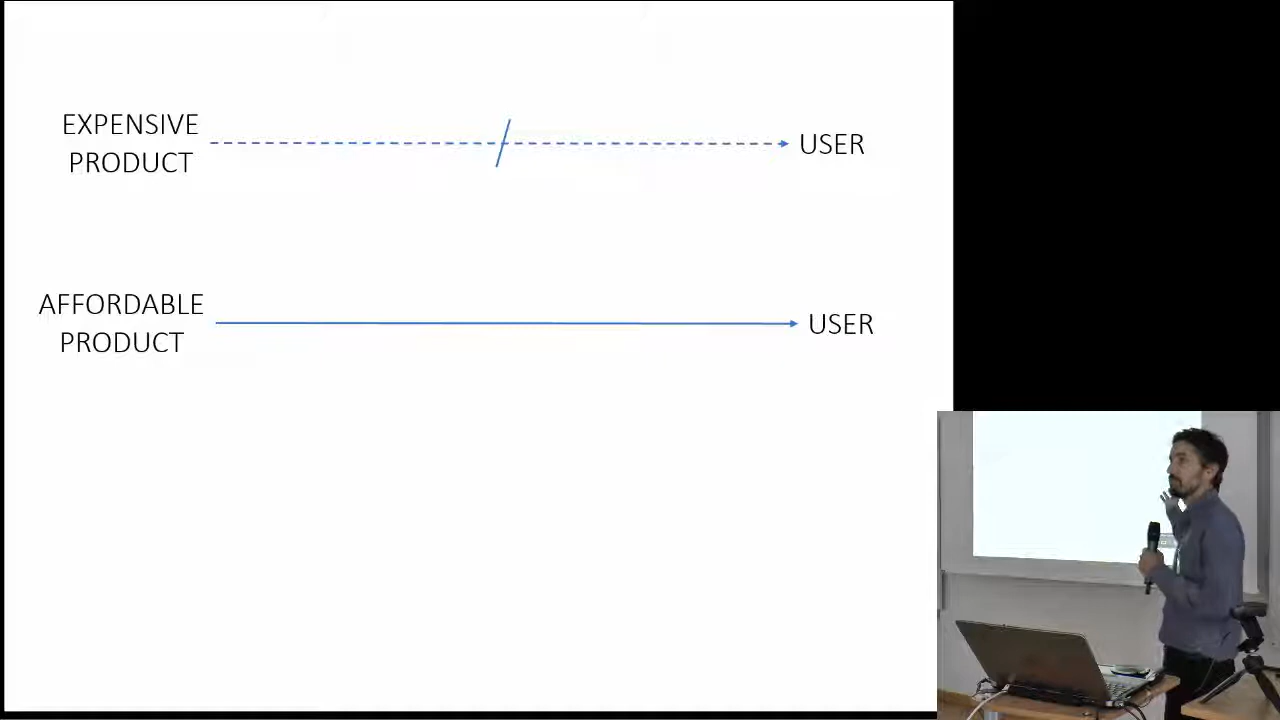 EXPENSIVE
PRODUCT
USER
AFFORDABLE
PRODUCT
USER